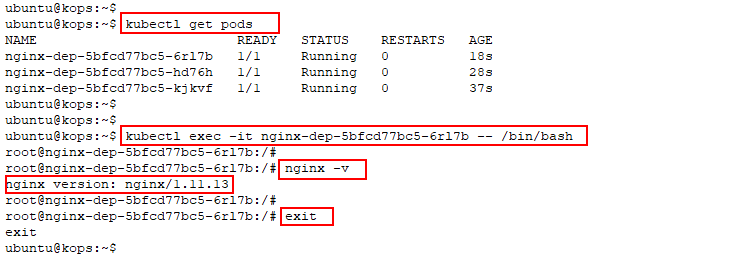 ubuntu@kops:~$
ubuntu@kops:~$ kubectl get pods
NAME READY STATUS RESTARTS AGE
nginx-dep-5bfcd77bc5-6rl7b 1/1 Running 0 18s
nginx-dep-5bfcd77bc5-hd76h 1/1 Running 0 28s
nginx-dep-5bfcd77bc5-kjkvf 1/1 Running 0 37s
ubuntu@kops:~$
ubuntu@kops:~$
ubuntu@kops:~$ kubectl exec -it nginx-dep-5bfcd77bc5-6rl7b -- /bin/bash
root@nginx-dep-5bfcd77bc5-6rl7b:/#
root@nginx-dep-5bfcd77bc5-6rl7b:/# nginx -v
nginx version: nginx/1.11.13
root@nginx-dep-5bfcd77bc5-6rl7b:/#
root@nginx-dep-5bfcd77bc5-6rl7b:/# exit
exit
ubuntu@kops:~$